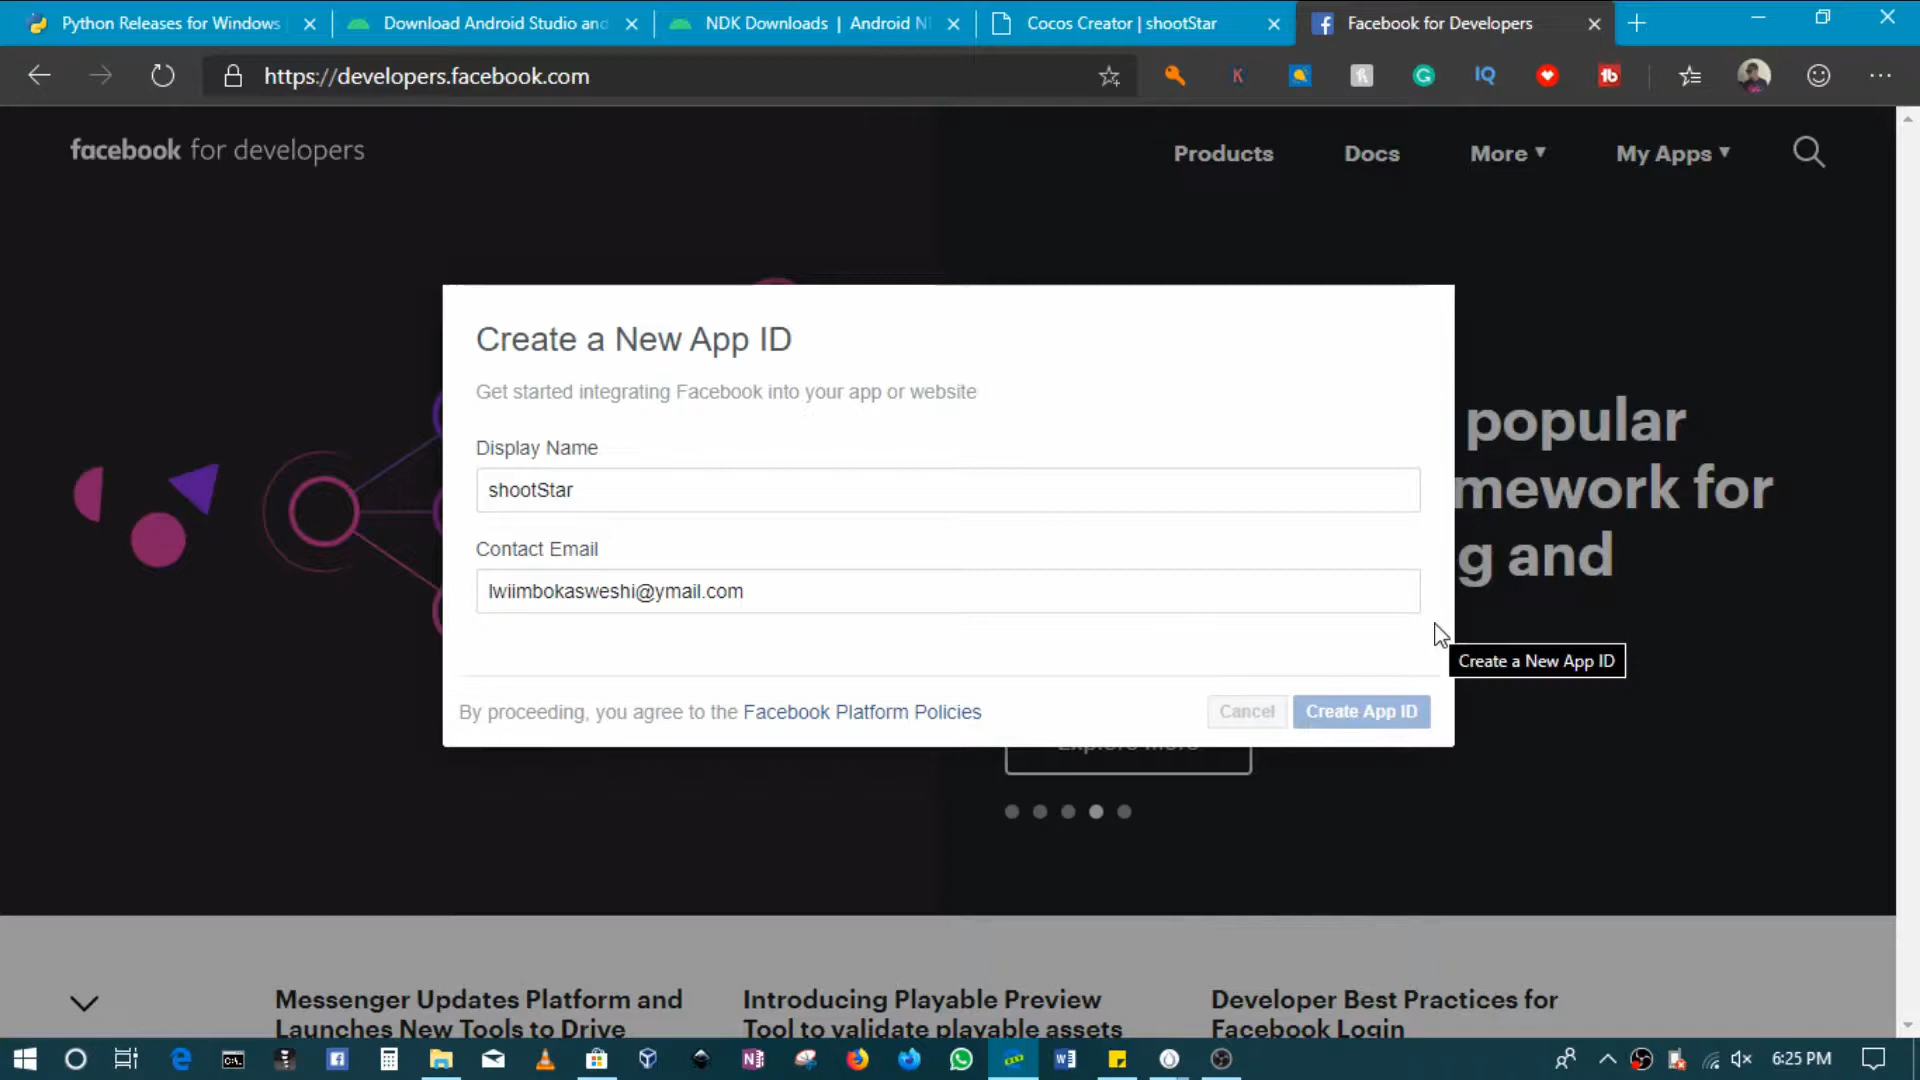 Python Releases for Windows
Download Android Studio and
NDK Downloads | Android N
Cocos Creator | shootStar
Facebook for Developers
https://developers.facebook.com
K
G
IQ
facebook for developers
Products
Docs
More
My Apps
Create a New App ID
Get started integrating Facebook into your app or website
Display Name
shootStar
Contact Email
lwiimbokasweshi@ymail.com
popular
mework for
g and
Create a New App ID
By proceeding, you agree to the Facebook Platform Policies
Cancel
Create App ID
Explore More
Messenger Updates Platform and
Launches New Tools to Drive
Introducing Playable Preview
Tool to validate playable assets
Developer Best Practices for
Facebook Login
6:25 PM